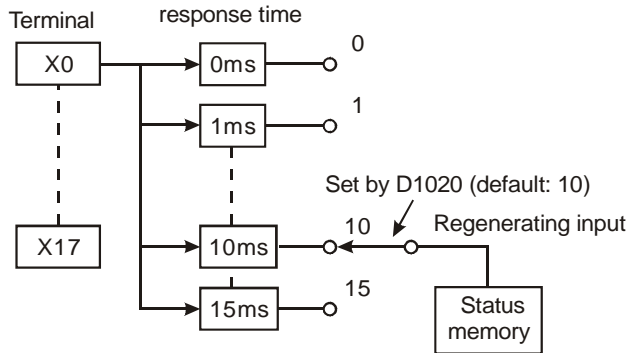 Terminal
response time
X0
0ms
0
1ms
1
Set by D1020 (default: 10)
Regenerating input
X17
10ms
10
15ms
15
Status
memory